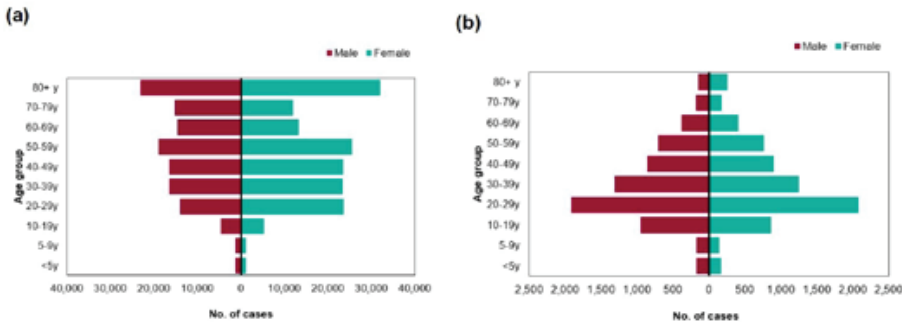 (a)
Male Female
Age group
80+ y
70-79y
60-69y
50-59y
40-49y
30-39y
20-29y
10-19y
5-9y
<5y
40,000 30,000 20,000 10,000 0 10,000 20,000 30,000 40,000
No. of cases
(b)
Male Female
Age group
80+ y
70-79y
60-69y
50-59y
40-49y
30-39y
20-29y
10-19y
5-9y
<5y
2,500 2,000 1,500 1,000 500 0 500 1,000 1,500 2,000 2,500
No. of cases